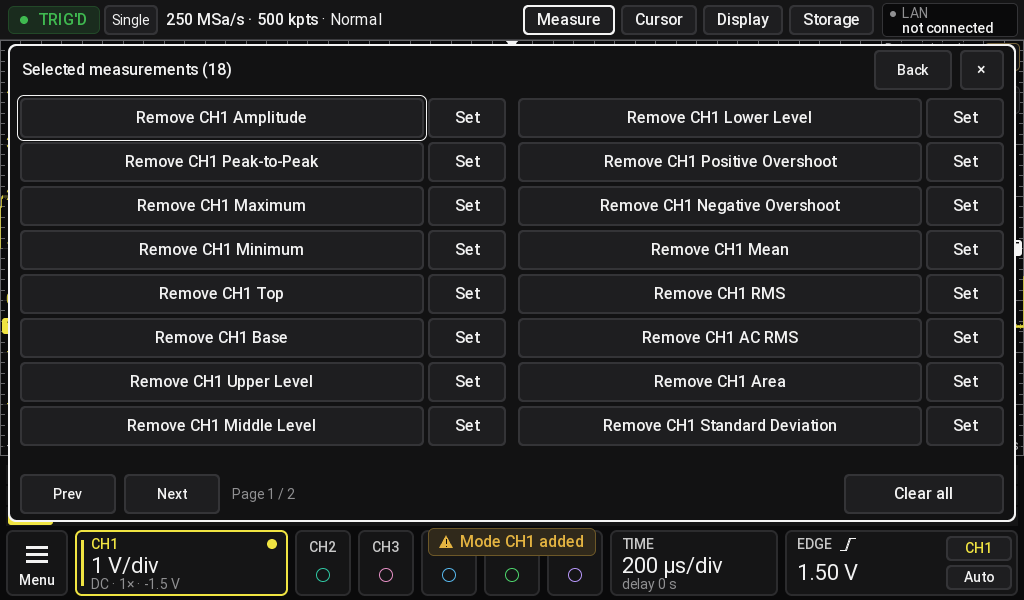 TRIG'D Single 250 MSa/s · 500 kpts · Normal Measure Cursor Display Storage LAN
not connected
Selected measurements (18) Back ×
Remove CH1 Amplitude Set Remove CH1 Lower Level Set
Remove CH1 Peak-to-Peak Set Remove CH1 Positive Overshoot Set
Remove CH1 Maximum Set Remove CH1 Negative Overshoot Set
Remove CH1 Minimum Set Remove CH1 Mean Set
Remove CH1 Top Set Remove CH1 RMS Set
Remove CH1 Base Set Remove CH1 AC RMS Set
Remove CH1 Upper Level Set Remove CH1 Area Set
Remove CH1 Middle Level Set Remove CH1 Standard Deviation Set
Prev Next Page 1 / 2 Clear all
Menu
CH1
1 V/div
DC · 1× · -1.5 V
CH2 CH3
Mode CH1 added
TIME
200 µs/div
delay 0 s
EDGE
1.50 V
CH1
Auto